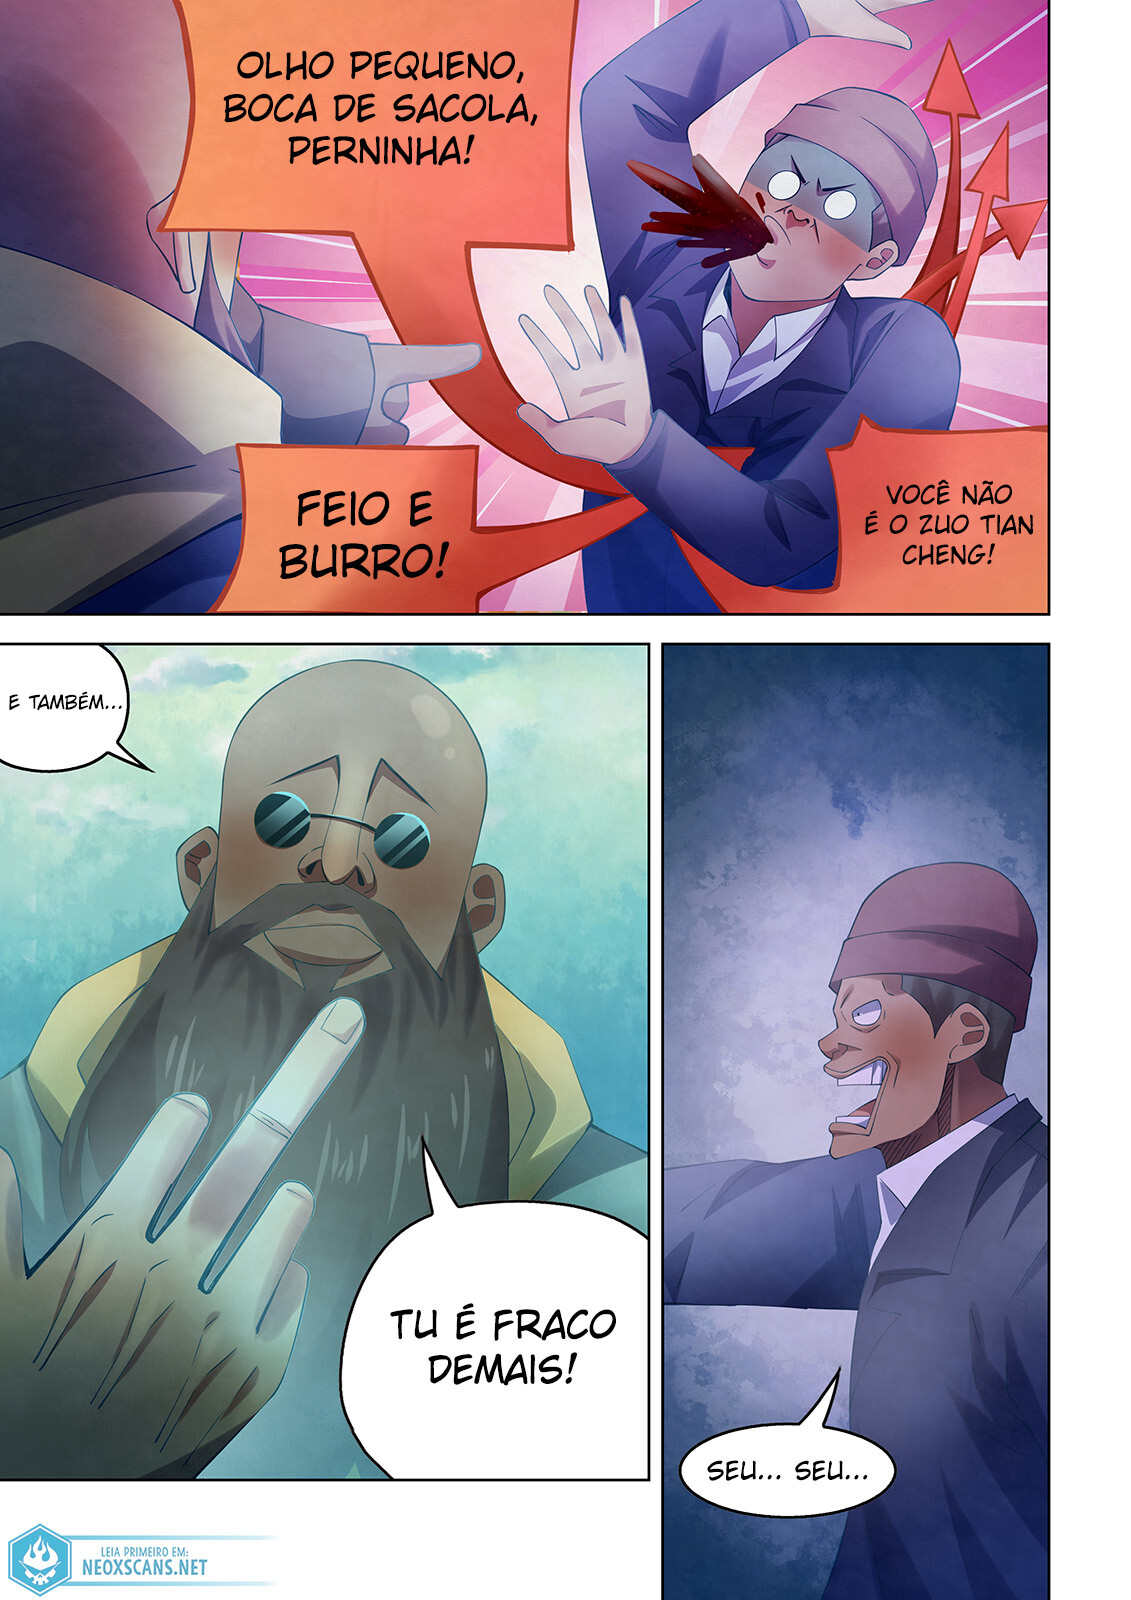 OLHO PEQUENO,
BOCA DE SACOLA,
PERNINHA!
FEIO E
BURRO!
VOCÊ NÃO
É O ZUO TIAN
CHENG!
E TAMBÉM...
TU É FRACO
DEMAIS!
SEU... SEU...
LEIA PRIMEIRO EM:
NEOXSCANS.NET